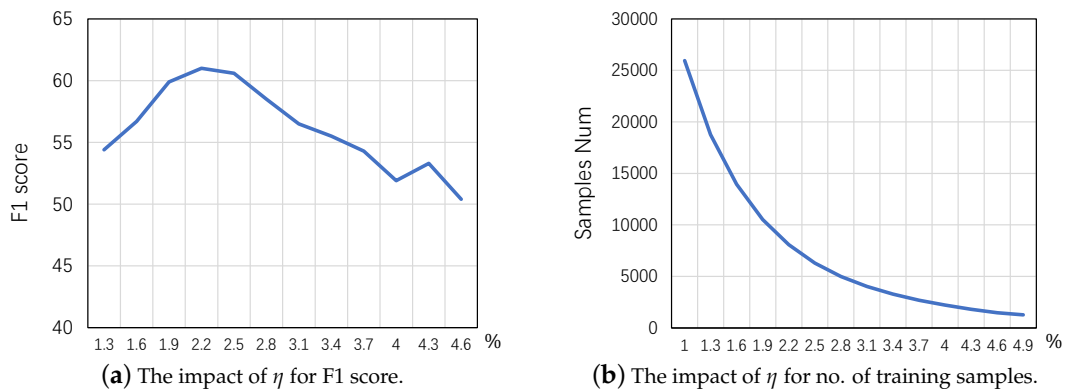 65
60
55
50
45
40
F1 score
1.3 1.6 1.9 2.2 2.5 2.8 3.1 3.4 3.7 4 4.3 4.6 %
(a) The impact of η for F1 score.
30000
25000
20000
15000
10000
5000
0
Samples Num
1 1.3 1.6 1.9 2.2 2.5 2.8 3.1 3.4 3.7 4 4.3 4.6 4.9 %
(b) The impact of η for no. of training samples.